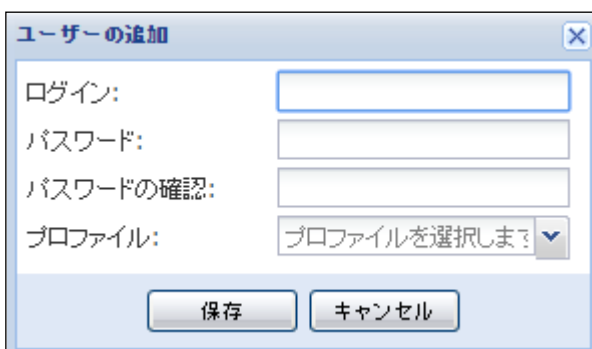 ユーザーの追加
ログイン:
パスワード:
パスワードの確認:
プロファイル: プロファイルを選択しま
保存 キャンセル